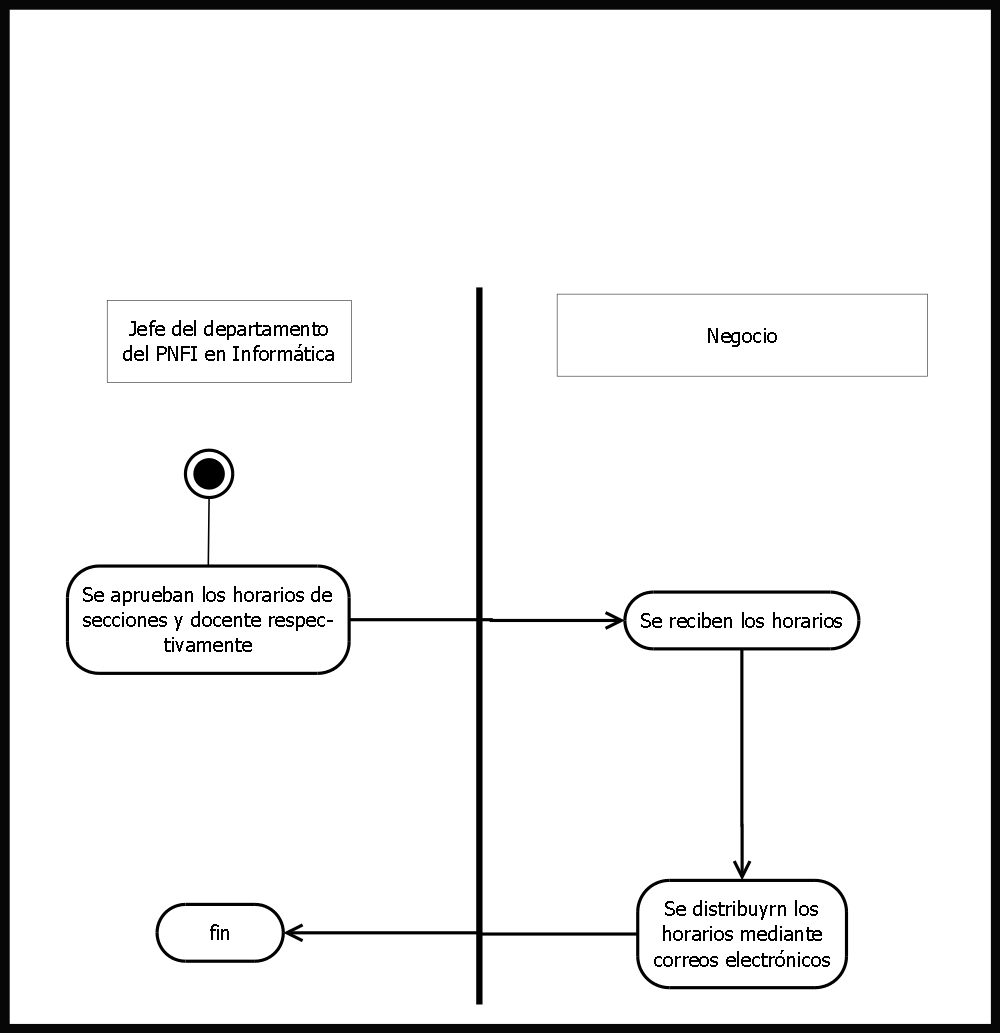 Jefe del departamento
del PNFI en Informática
Negocio
Se aprueban los horarios de
secciones y docente respec-
tivamente
Se reciben los horarios
Se distribuyrn los
horarios mediante
correos electrónicos
fin